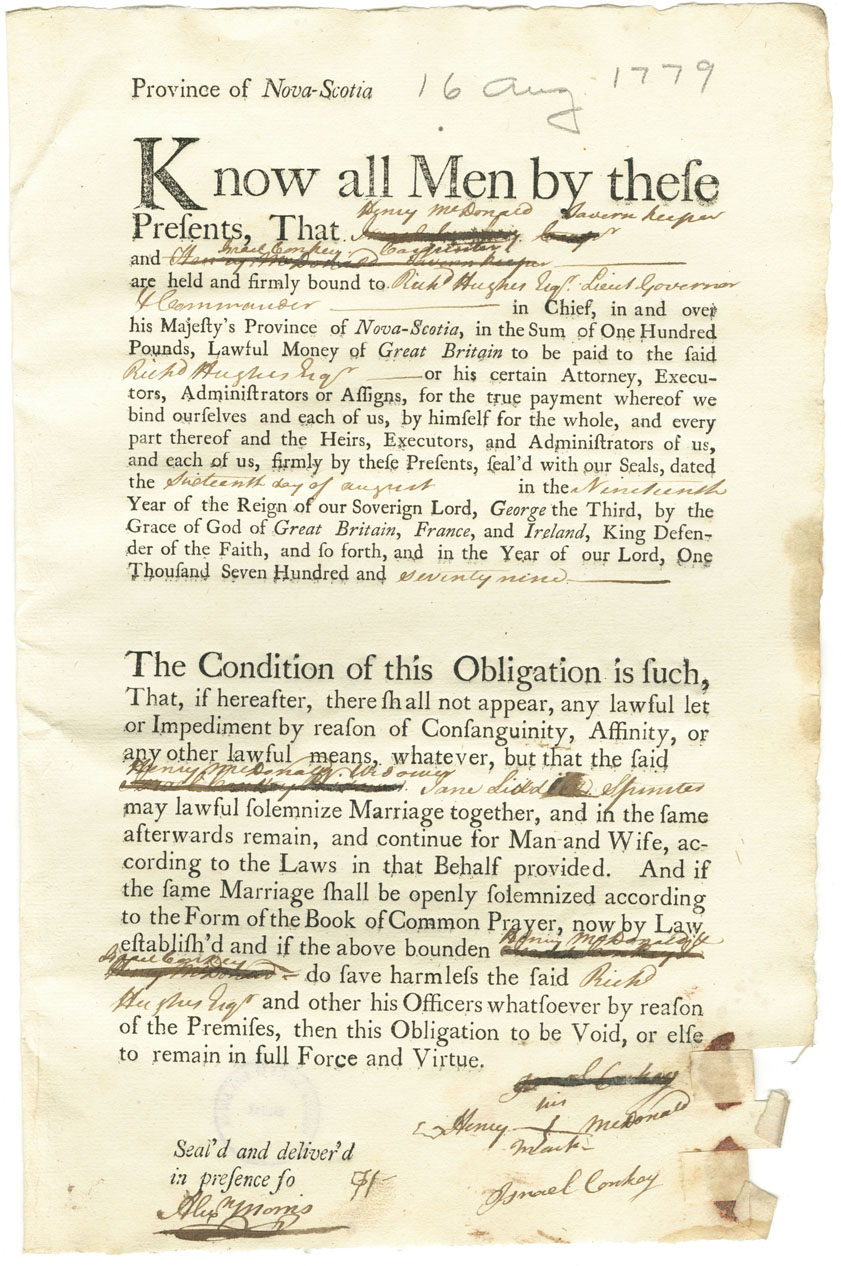 Province of Nova-Scotia 16 Aug 1779
Know all Men by theſe
Henry McDonald Tavern keeper
Preſents, That
Israel Conkey Carpenter
and Henry McDonald Tavern keeper
are held and firmly bound to Richd Hughes Esqr. Lieut Governor
& Commander in Chief, in and over
his Majeſty's Province of Nova-Scotia, in the Sum of One Hundred
Pounds, Lawful Money of Great Britain to be paid to the ſaid
Richd Hughes Esqr or his certain Attorney, Execu-
tors, Adminiſtrators or Aſſigns, for the true payment whereof we
bind ourſelves and each of us, by himſelf for the whole, and every
part thereof and the Heirs, Executors, and Adminiſtrators of us,
and each of us, firmly by theſe Preſents, ſeal'd with our Seals, dated
the Sixteenth day of august in the Nineteenth
Year of the Reign of our Soverign Lord, George the Third, by the
Grace of God of Great Britain, France, and Ireland, King Defen-
der of the Faith, and ſo forth, and in the Year of our Lord, One
Thouſand Seven Hundred and seventy nine
The Condition of this Obligation is ſuch,
That, if hereafter, there ſhall not appear, any lawful let
or Impediment by reaſon of Conſanguinity, Affinity, or
any other lawful means, whatever, but that the ſaid
Henry McDonald. Widower
Jane Spinster
may lawful ſolemnize Marriage together, and in the ſame
afterwards remain, and continue for Man and Wife, ac-
cording to the Laws in that Behalf provided. And if
the ſame Marriage ſhall be openly ſolemnized according
to the Form of the Book of Common Prayer, now by Law
eſtabliſh'd and if the above bounden Henry McDonald &
Israel Conkey do ſave harmleſs the ſaid Richd
Hughes Esqr and other his Officers whatſoever by reaſon
of the Premiſes, then this Obligation to be Void, or elſe
to remain in full Force and Virtue.
Israel Conkey
his
Henry McDonald
mark
Seal'd and deliver'd
in preſence fo
Israel Conkey
Alexr Morris